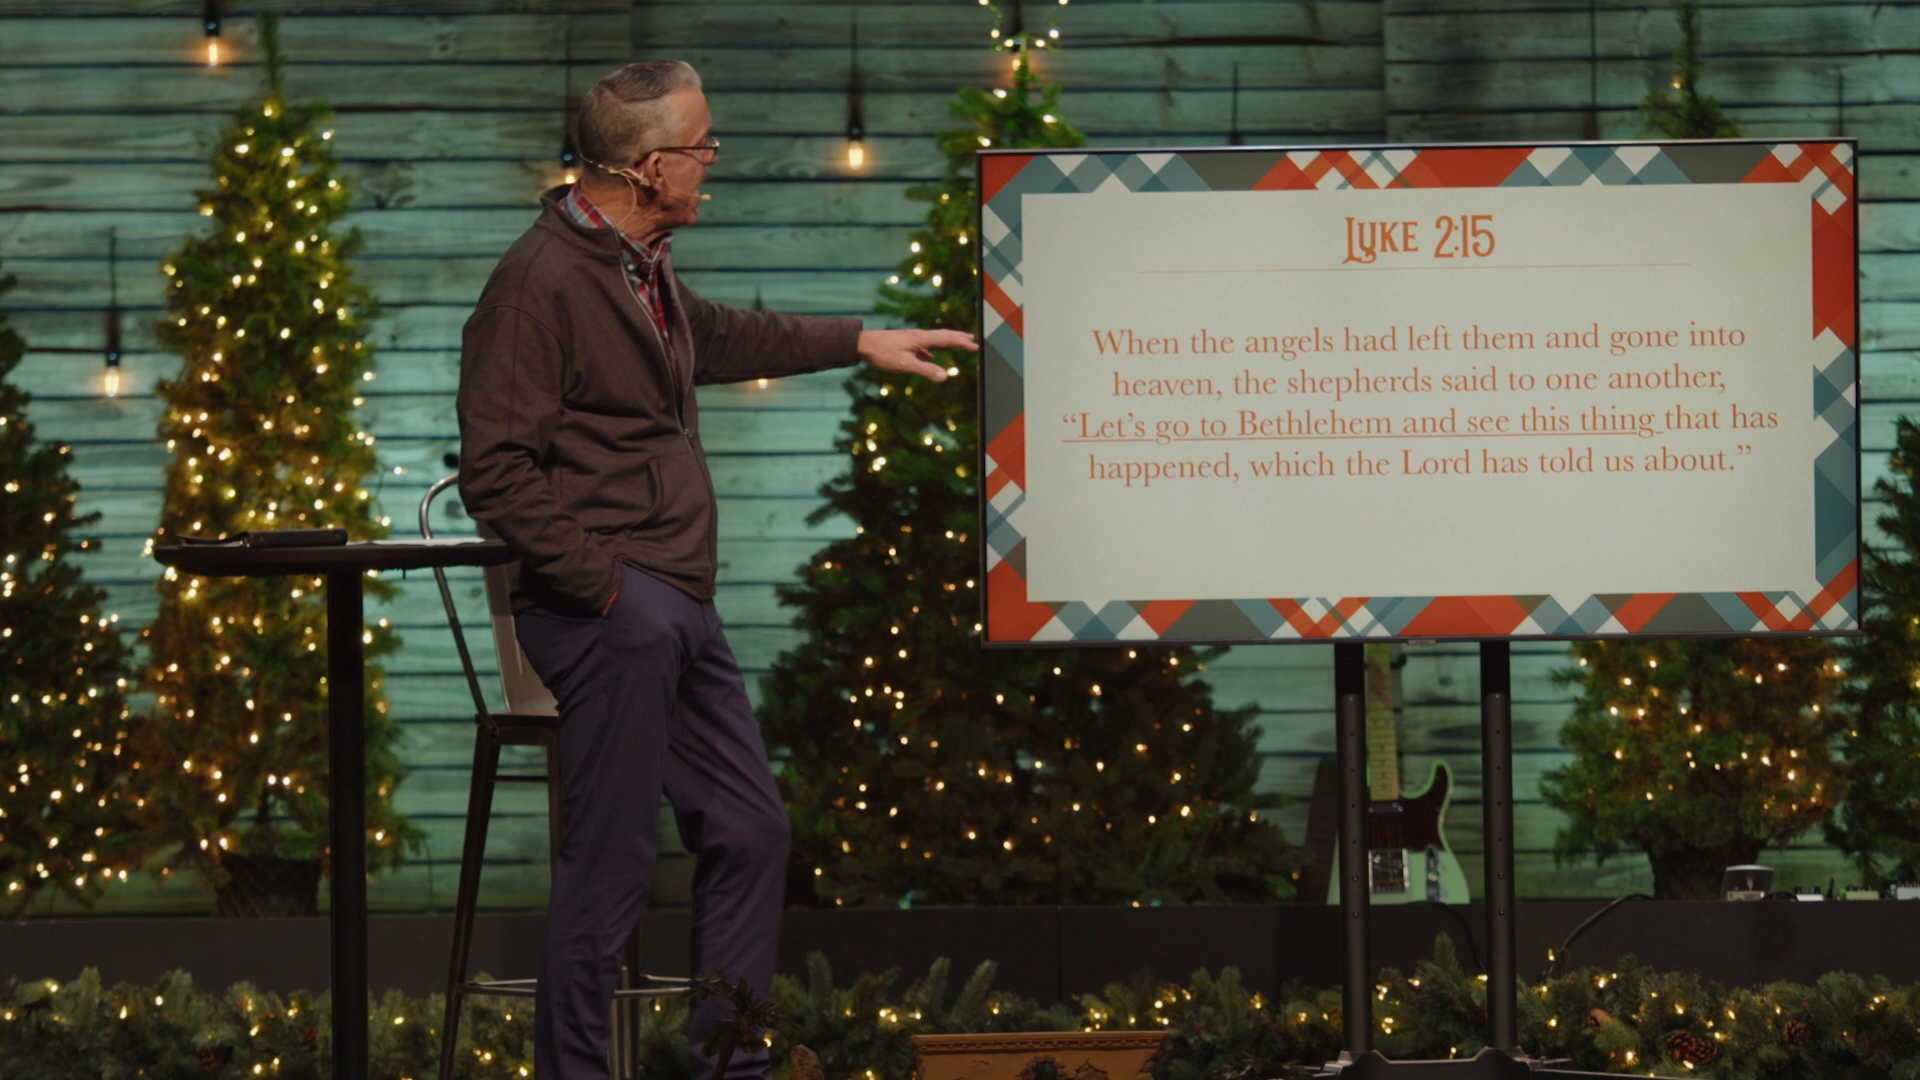 Luke 2:15
When the angels had left them and gone into
heaven, the shepherds said to one another,
“Let’s go to Bethlehem and see this thing that has
happened, which the Lord has told us about.”